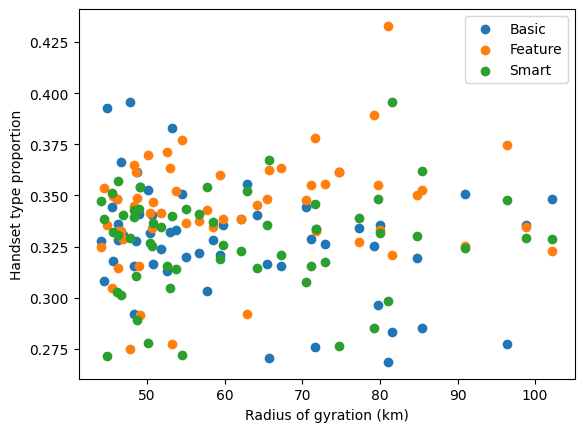 Basic
Feature
Smart
Handset type proportion
0.425
0.400
0.375
0.350
0.325
0.300
0.275
50 60 70 80 90 100
Radius of gyration (km)